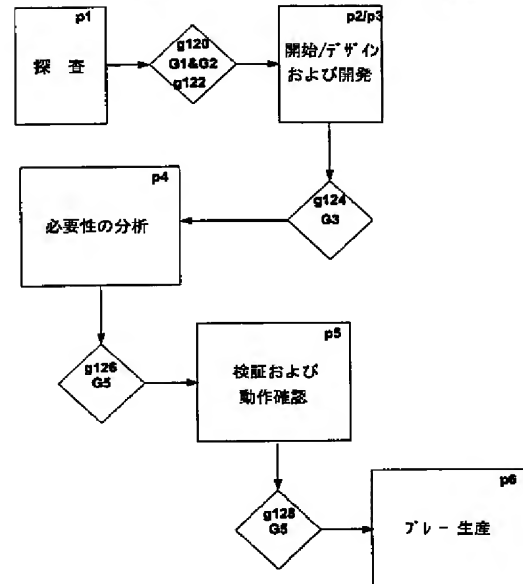 p1
探 査
g120
G1&G2
g122
p2/p3
開始/デザイン
および開発
g124
G3
p4
必要性の分析
g126
G5
p5
検証および
動作確認
g128
G5
p6
プレー生産